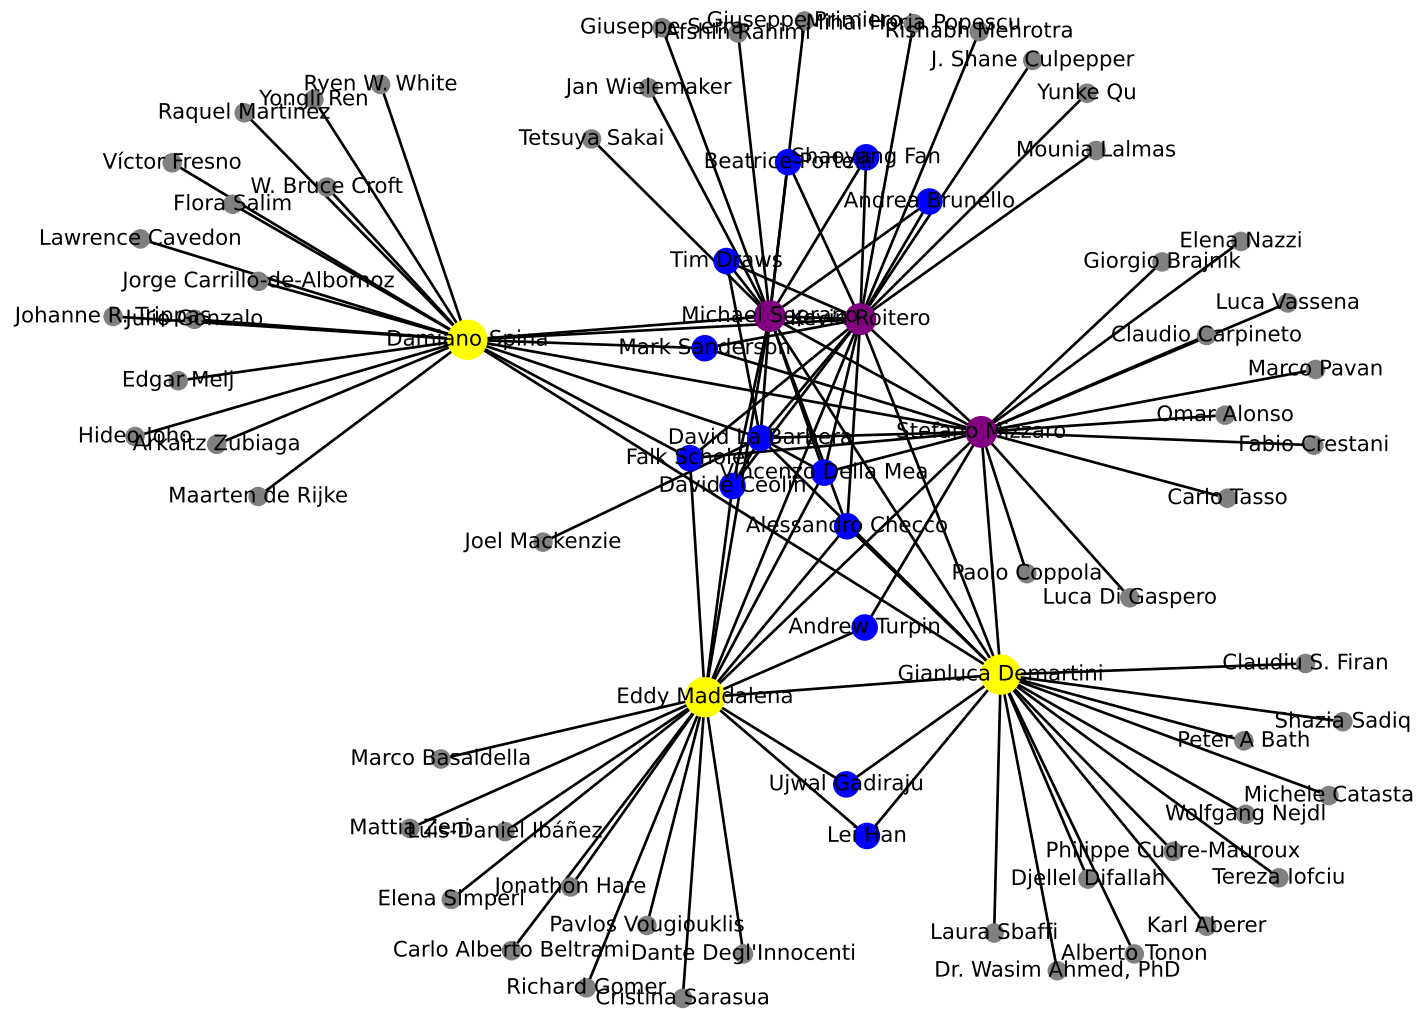 Giuseppe Primiero
Mihai Horia Popescu
Giuseppe Serra
Afshin Rahimi
Rishabh Mehrotra
J. Shane Culpepper
Ryen W. White
Jan Wielemaker
Yunke Qu
Yongli Ren
Raquel Martínez
Tetsuya Sakai
Mounia Lalmas
Víctor Fresno
Beatrice Portelli
Shaoyang Fan
W. Bruce Croft
Flora Salim
Andrea Brunello
Lawrence Cavedon
Elena Nazzi
Tim Draws
Giorgio Brajnik
Jorge Carrillo-de-Albornoz
Luca Vassena
Johanne R. Trippas
Julio Gonzalo
Michael Soprano
Kevin Roitero
Claudio Carpineto
Damiano Spina
Mark Sanderson
Marco Pavan
Edgar Meij
Omar Alonso
Hideo Joho
Arkaitz Zubiaga
David La Barbera
Stefano Mizzaro
Fabio Crestani
Falk Scholer
Vincenzo Della Mea
Davide Ceolin
Maarten de Rijke
Carlo Tasso
Alessandro Checco
Joel Mackenzie
Paolo Coppola
Luca Di Gaspero
Andrew Turpin
Claudiu S. Firan
Gianluca Demartini
Eddy Maddalena
Shazia Sadiq
Peter A Bath
Marco Basaldella
Ujwal Gadiraju
Michele Catasta
Wolfgang Nejdl
Mattia Zeni
Luis-Daniel Ibáñez
Lei Han
Philippe Cudre-Mauroux
Djellel Difallah
Tereza Iofciu
Jonathon Hare
Elena Simperl
Pavlos Vougiouklis
Karl Aberer
Laura Sbaffi
Carlo Alberto Beltrami
Dante Degl'Innocenti
Alberto Tonon
Dr. Wasim Ahmed, PhD
Richard Gomer
Cristina Sarasua